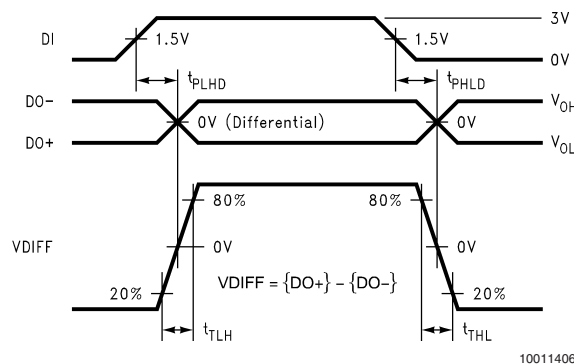 3V
DI
1.5V
1.5V
0V
tPLHD
tPHLD
DO-
0V (Differential)
0V
VOH
DO+
VOL
80%
80%
VDIFF
0V
0V
20%
VDIFF = {DO+} – {DO-}
20%
tTLH
tTHL
10011406